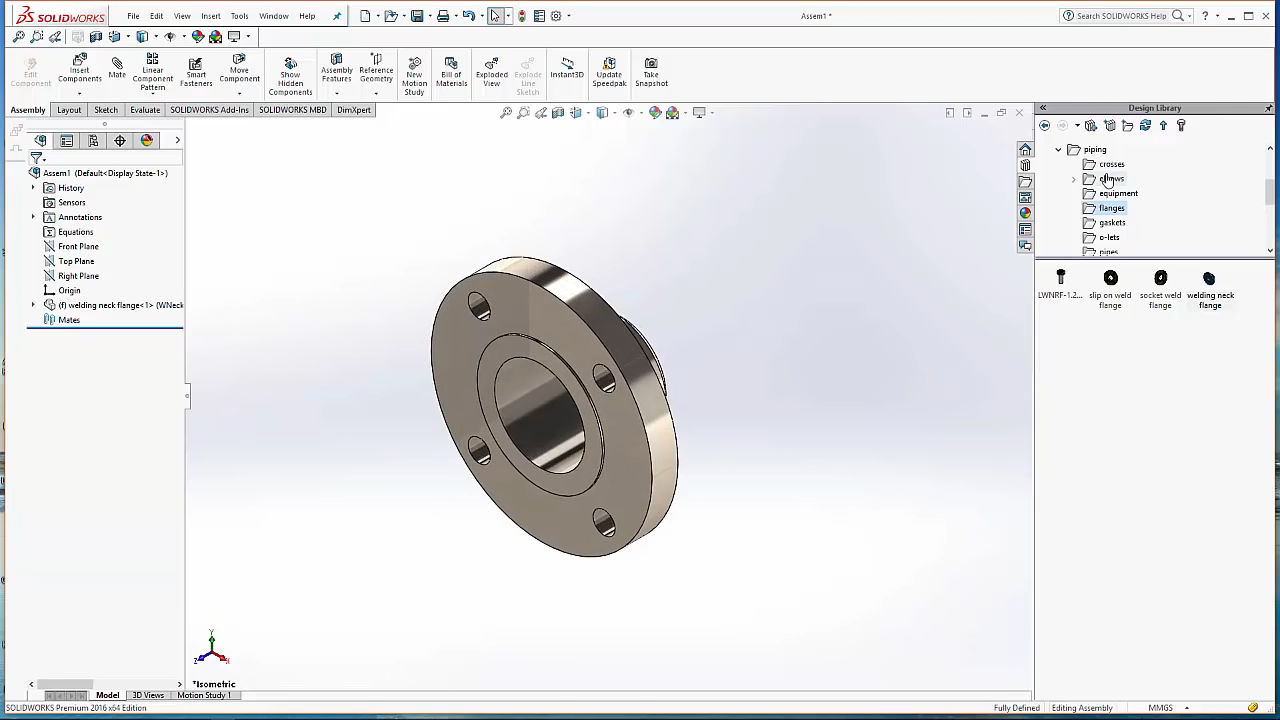 SOLIDWORKS
File Edit View Insert Tools Window Help
Assem1 *
Search SOLIDWORKS Help
Edit Component
Insert Components
Mate
Linear Component Pattern
Smart Fasteners
Move Component
Show Hidden Components
Assembly Features
Reference Geometry
New Motion Study
Bill of Materials
Exploded View
Explode Line Sketch
Instant3D
Update Speedpak
Take Snapshot
Assembly Layout Sketch Evaluate SOLIDWORKS Add-Ins SOLIDWORKS MBD DimXpert
Design Library
Assem1 (Default<Display State-1>)
History
Sensors
Annotations
Equations
Front Plane
Top Plane
Right Plane
Origin
(f) welding neck flange<1> (WNeck
Mates
piping
crosses
equipment
flanges
gaskets
o-lets
pipes
LWNRF-1.2...
slip on weld flange
socket weld flange
welding neck flange
Y
Z
X
*Isometric
Model 3D Views Motion Study 1
SOLIDWORKS Premium 2016 x64 Edition
Fully Defined Editing Assembly MMGS